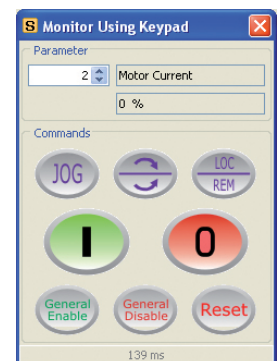 S Monitor Using Keypad
Parameter
2 Motor Current
0 %
Commands
JOG LOC
REM
I 0
General
Enable General
Disable Reset
139 ms